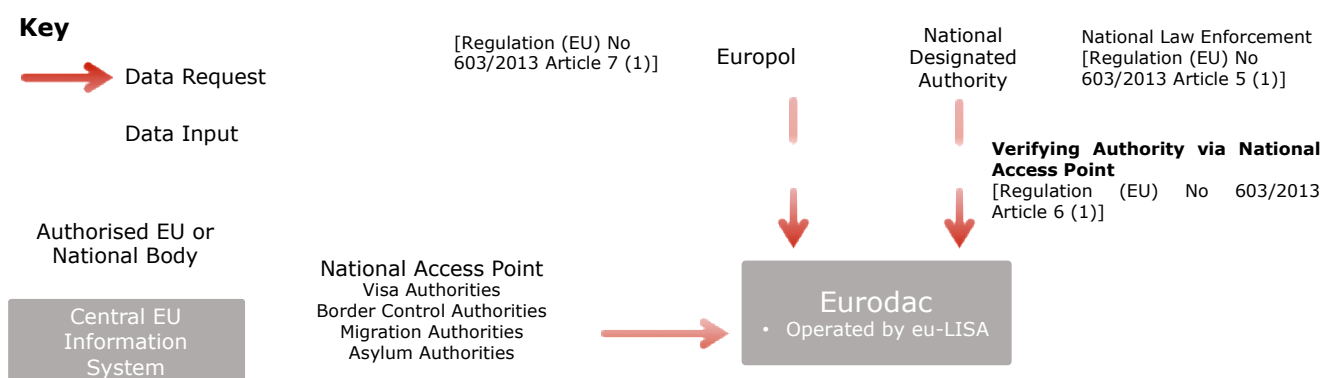 Key
Data Request
Data Input
Authorised EU or
National Body
Central EU
Information
System
[Regulation (EU) No
603/2013 Article 7 (1)]
Europol
National
Designated
Authority
National Law Enforcement
[Regulation (EU) No
603/2013 Article 5 (1)]
Verifying Authority via National
Access Point
[Regulation (EU) No 603/2013
Article 6 (1)]
National Access Point
Visa Authorities
Border Control Authorities
Migration Authorities
Asylum Authorities
Eurodac
• Operated by eu-LISA